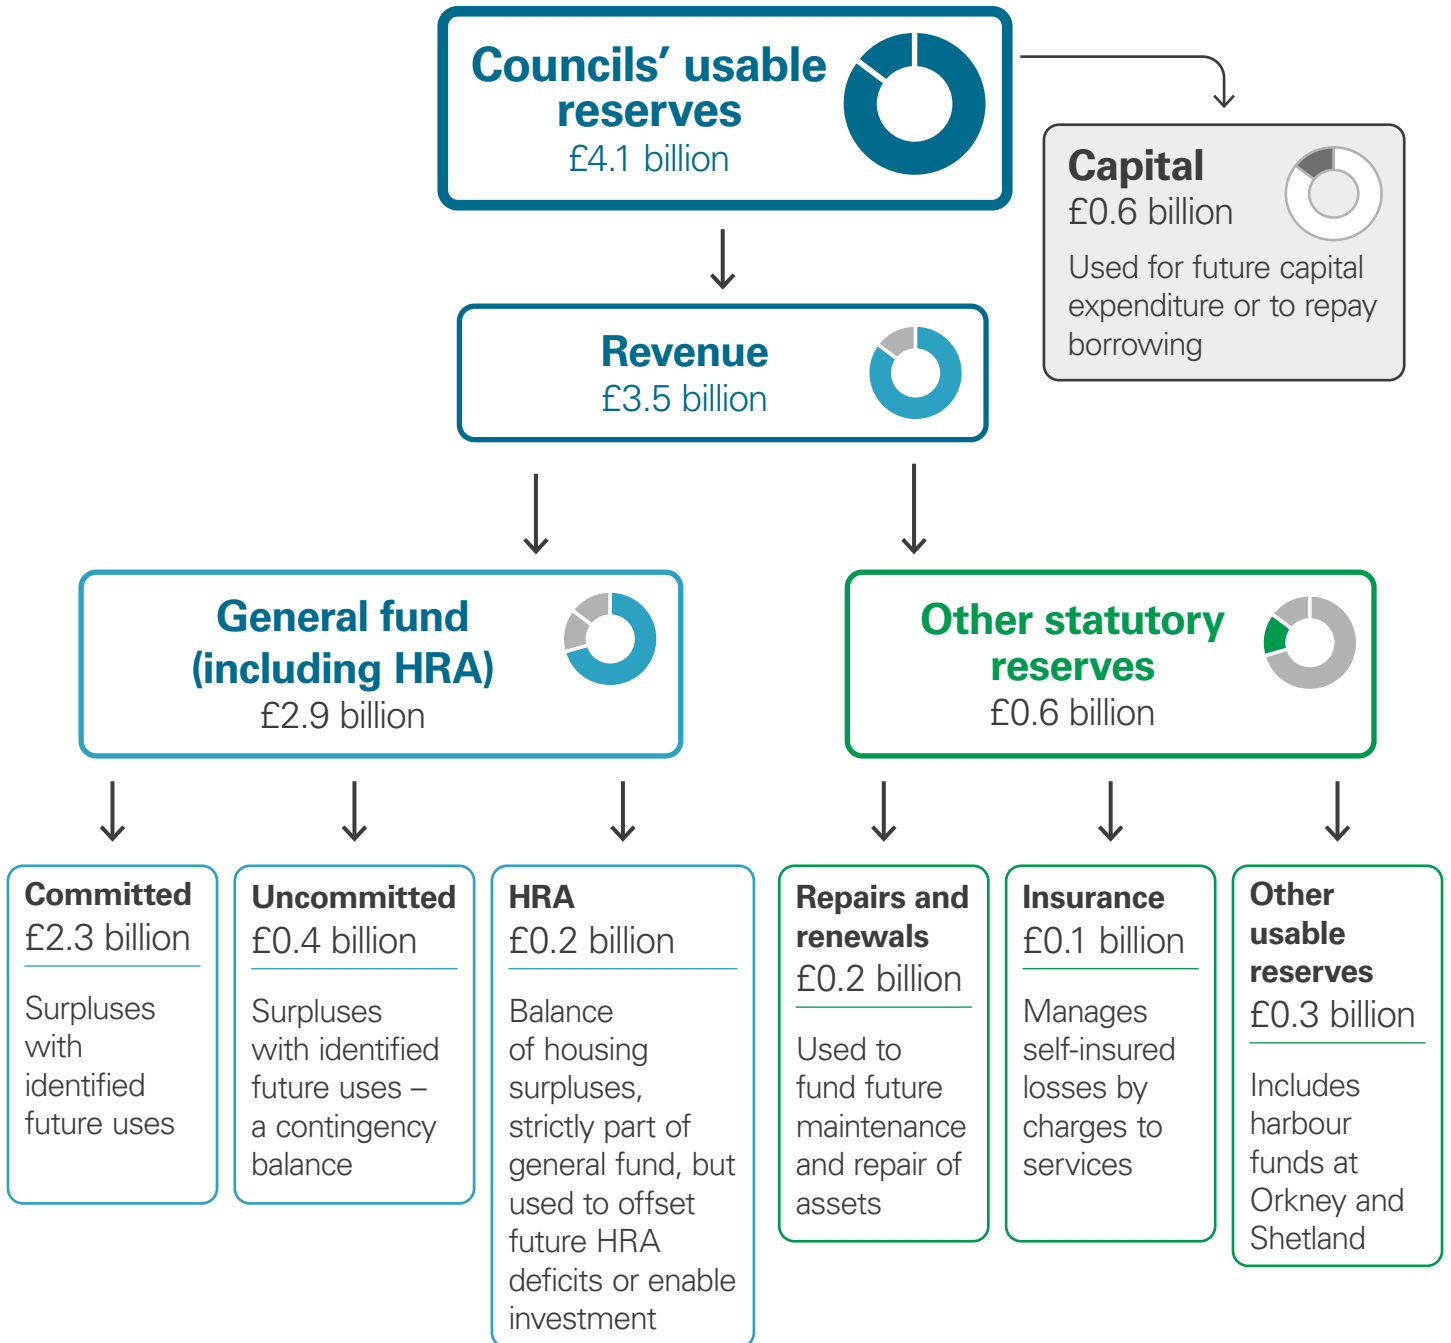 Councils’ usable
reserves
£4.1 billion
Capital
£0.6 billion
Used for future capital
expenditure or to repay
borrowing
Revenue
£3.5 billion
General fund
(including HRA)
£2.9 billion
Other statutory
reserves
£0.6 billion
Committed
£2.3 billion
Surpluses
with
identified
future uses
Uncommitted
£0.4 billion
Surpluses
with identified
future uses –
a contingency
balance
HRA
£0.2 billion
Balance
of housing
surpluses,
strictly part of
general fund, but
used to offset
future HRA
deficits or enable
investment
Repairs and
renewals
£0.2 billion
Used to
fund future
maintenance
and repair of
assets
Insurance
£0.1 billion
Manages
self-insured
losses by
charges to
services
Other
usable
reserves
£0.3 billion
Includes
harbour
funds at
Orkney and
Shetland